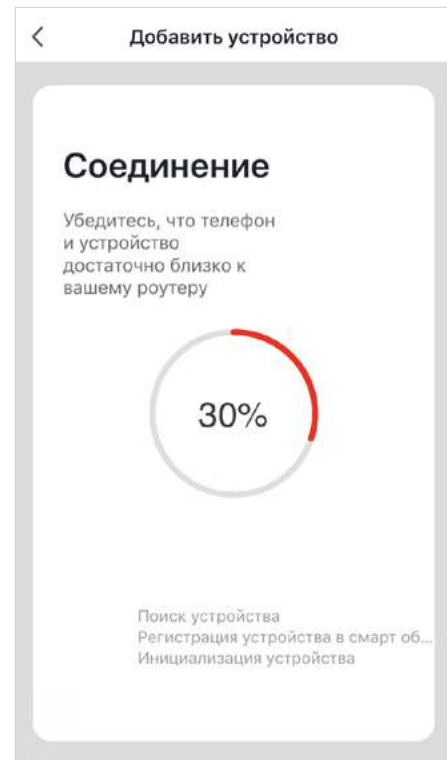 Добавить устройство
Соединение
Убедитесь, что телефон
и устройство
достаточно близко к
вашему роутеру
30%
Поиск устройства
Регистрация устройства в смарт об...
Инициализация устройства